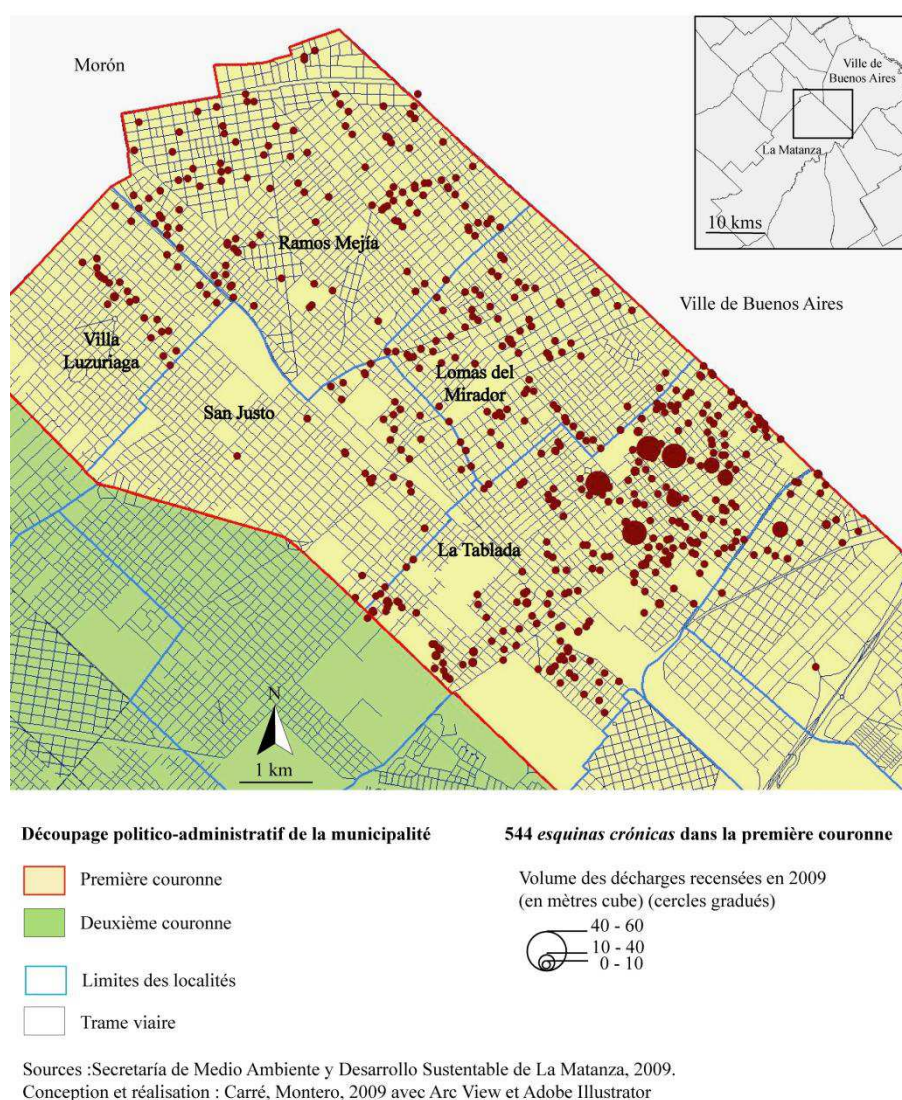 Morón
Ville de
Buenos Aires
La Matanza
10 kms
Ramos Mejía
Ville de Buenos Aires
Villa
Luzuriaga
Lomas del
Mirador
San Justo
La Tablada
N
1 km
Découpage politico-administratif de la municipalité
Première couronne
Deuxième couronne
Limites des localités
Trame viaire
544 esquinas crónicas dans la première couronne
Volume des décharges recensées en 2009
(en mètres cube) (cercles gradués)
40 - 60
10 - 40
0 - 10
Sources :Secretaría de Medio Ambiente y Desarrollo Sustentable de La Matanza, 2009.
Conception et réalisation : Carré, Montero, 2009 avec Arc View et Adobe Illustrator